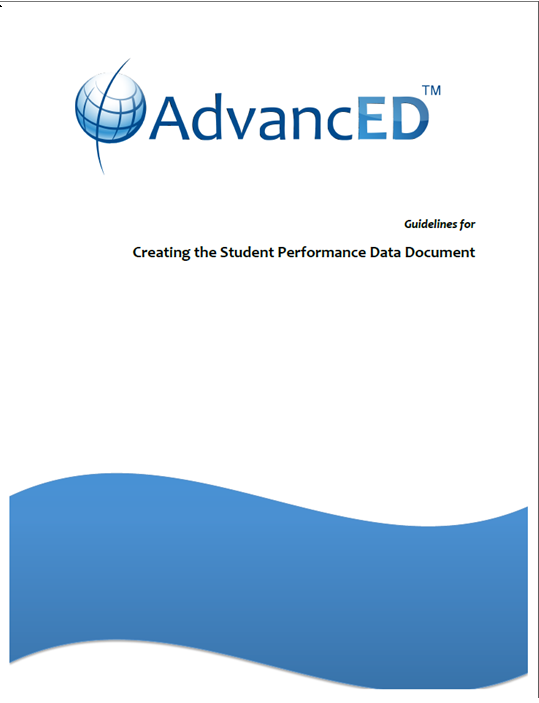 AdvancED™
Guidelines for
Creating the Student Performance Data Document